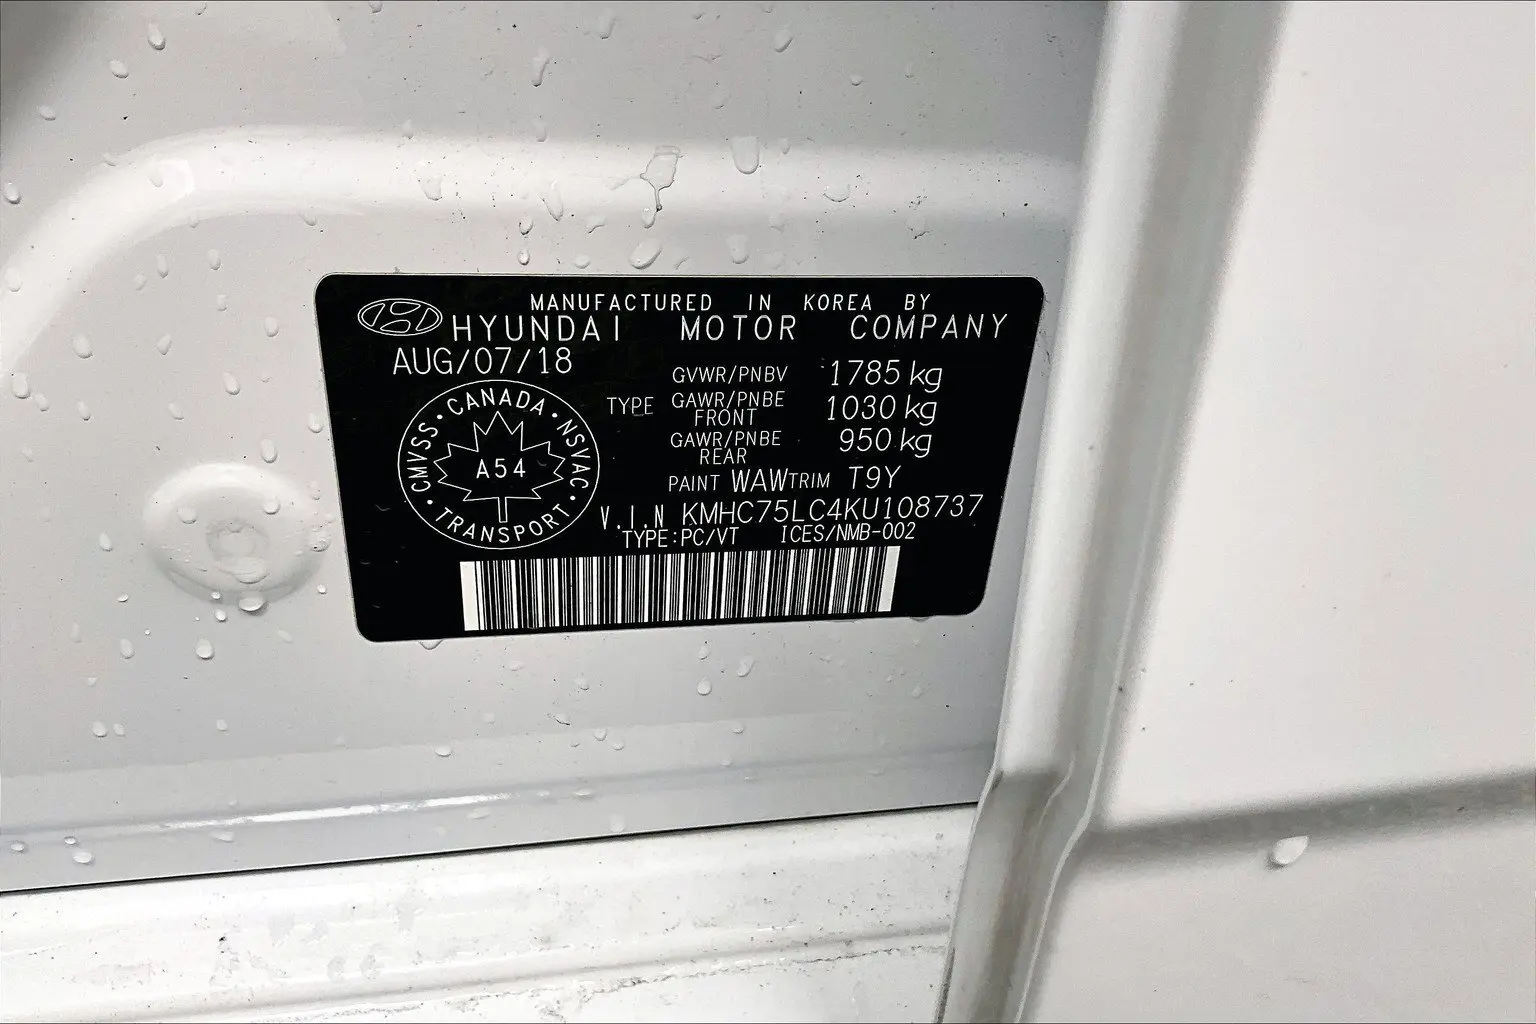 MANUFACTURED IN KOREA BY
HYUNDAI MOTOR COMPANY
AUG/07/18
GVWR/PNBV 1785 kg
TYPE GAWR/PNBE FRONT 1030 kg
GAWR/PNBE REAR 950 kg
PAINT WAW TRIM T9Y
V.I.N KMHC75LC4KU108737
TYPE:PC/VT ICES/NMB-002
CANADA · NSVAC · TRANSPORT · CMVSS ·
A54